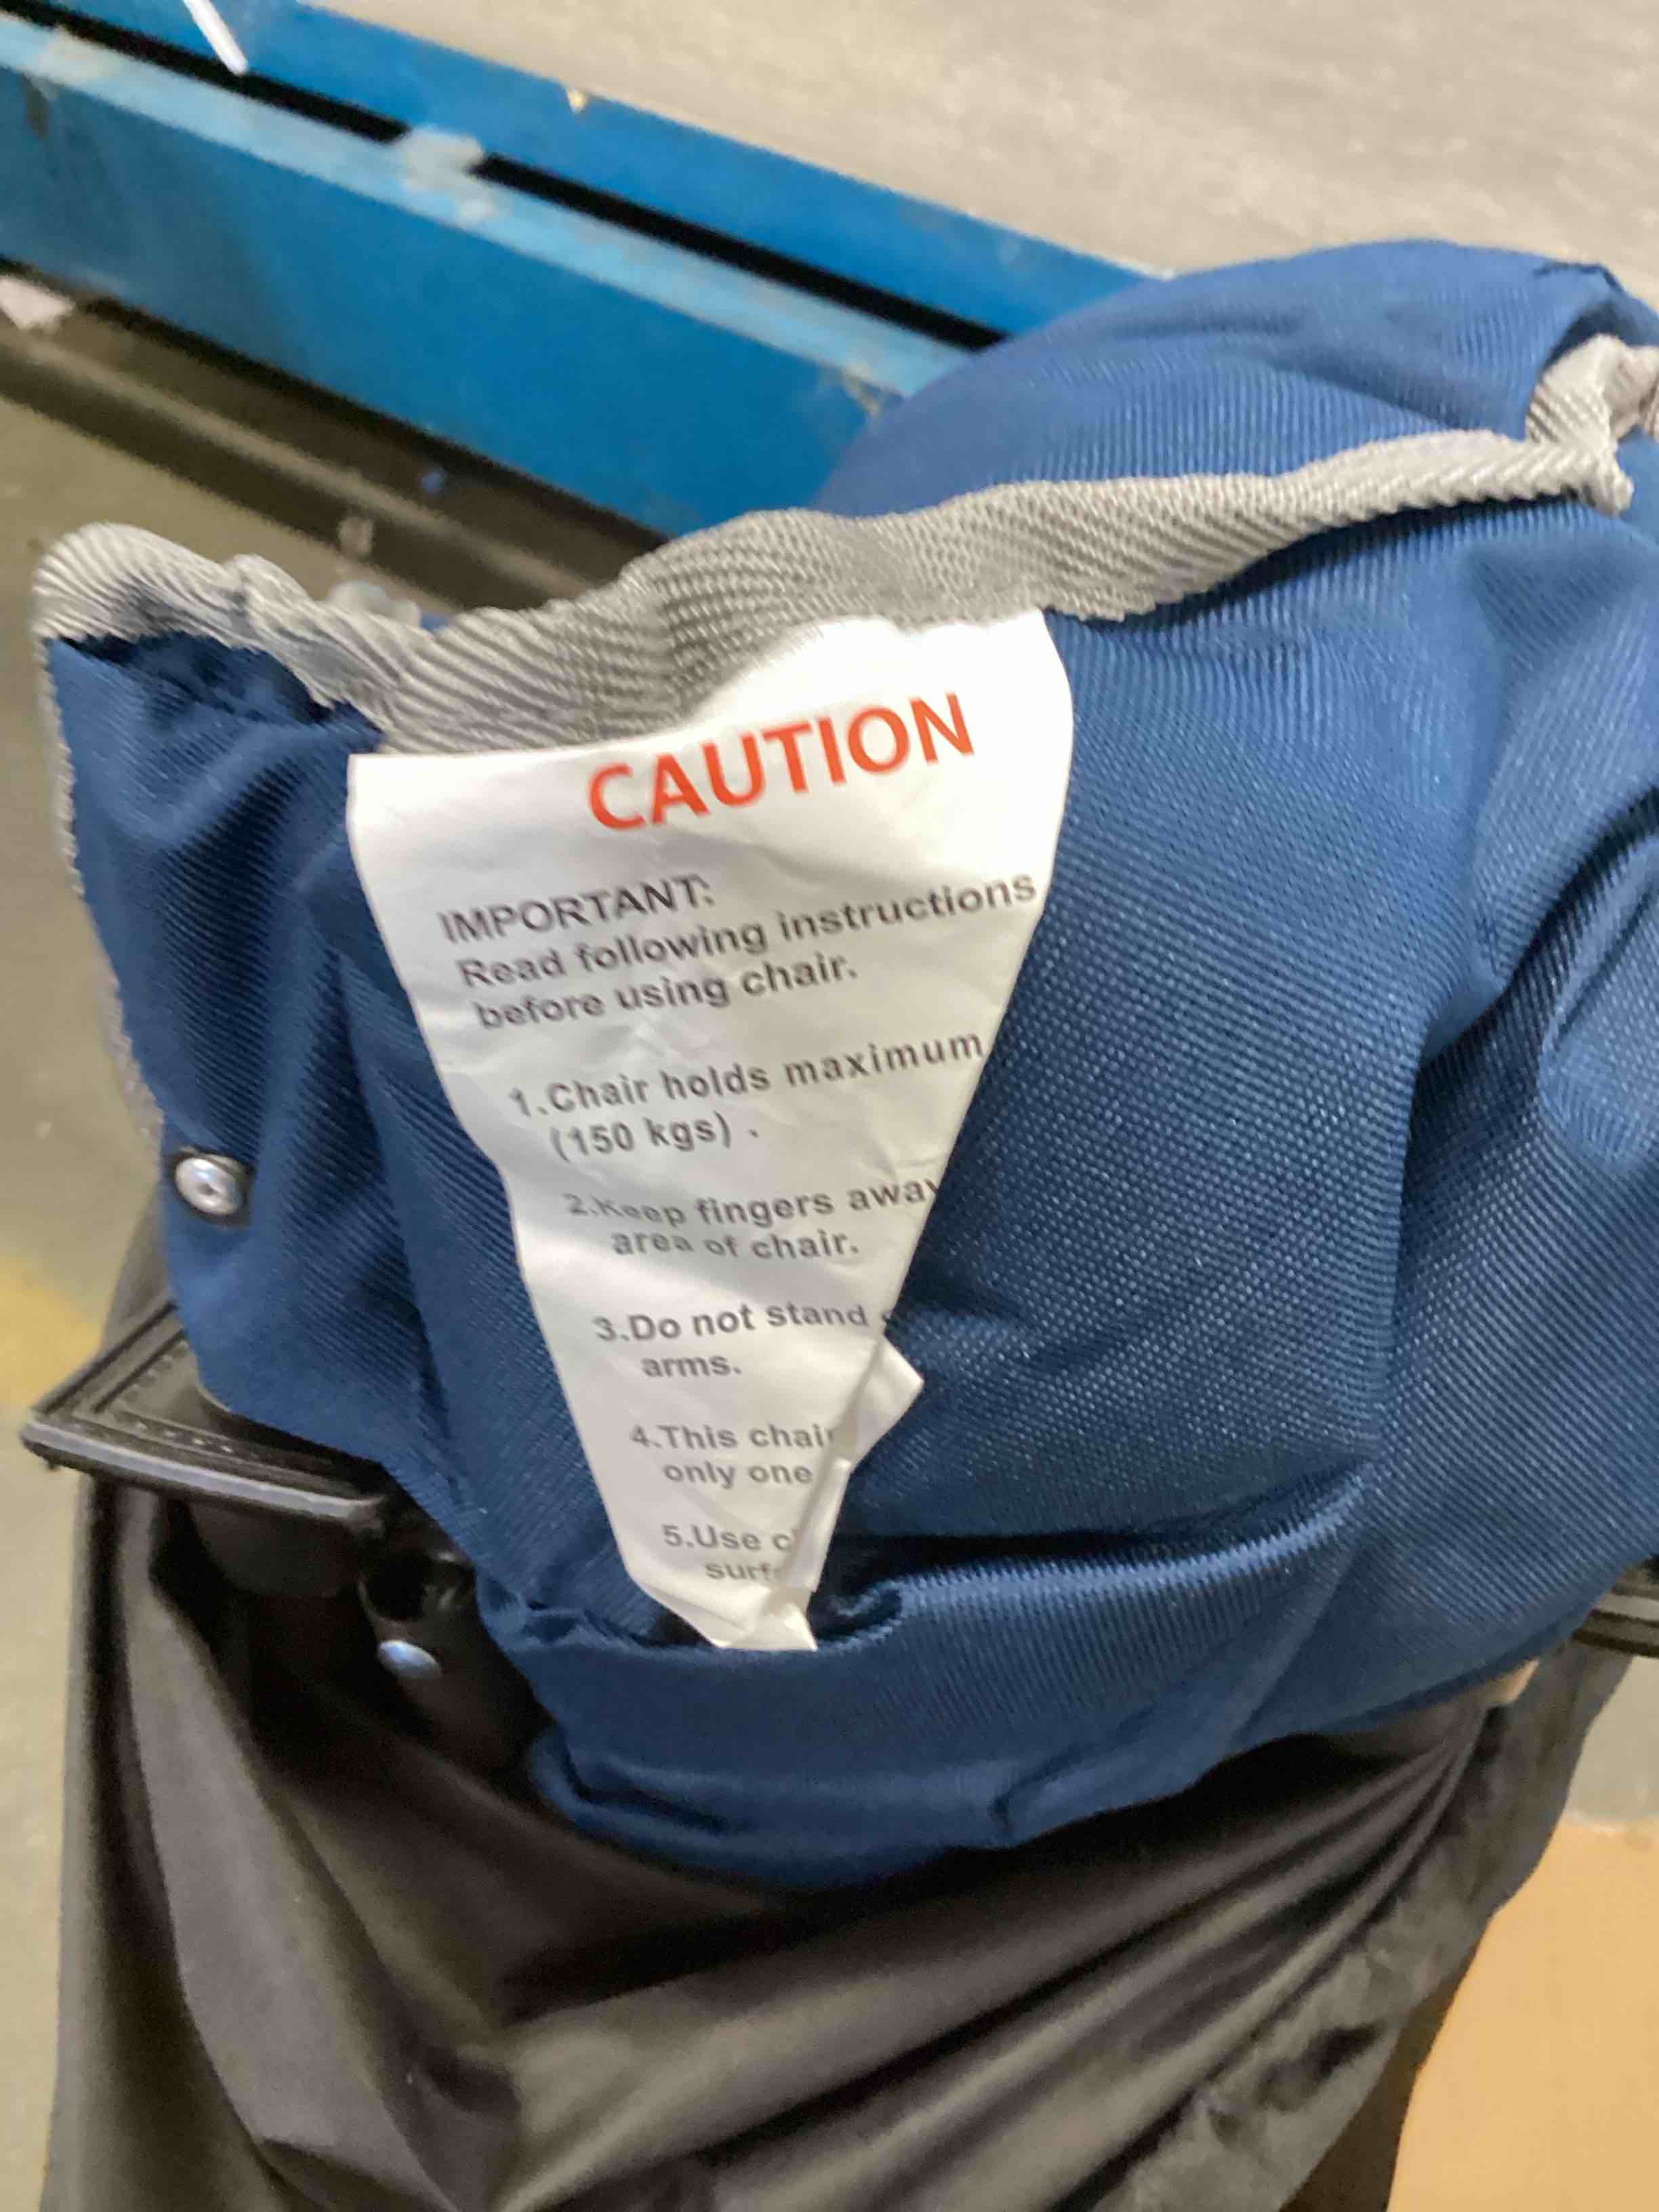 CAUTION
IMPORTANT:
Read following instructions
before using chair.
1.Chair holds maximum
(150 kgs) .
2.Keep fingers away
area of chair.
3.Do not stand
arms.
4.This chair
only one
5.Use